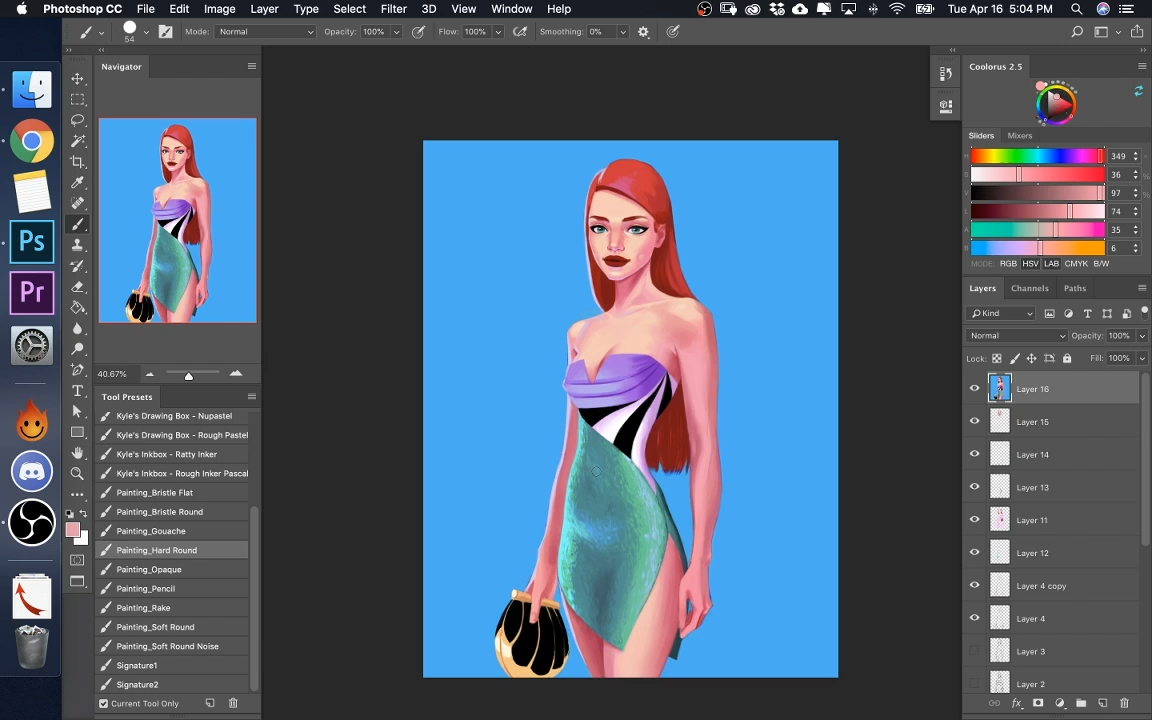 Photoshop CC File Edit Image Layer Type Select Filter 3D View Window Help Tue Apr 16 5:04 PM
54 Mode: Normal Opacity: 100% Flow: 100% Smoothing: 0%
Navigator
40.67%
Tool Presets
Kyle's Drawing Box - Nupastel
Kyle's Drawing Box - Rough Pastel
Kyle's Inkbox - Ratty Inker
Kyle's Inkbox - Rough Inker Pascal
Painting_Bristle Flat
Painting_Bristle Round
Painting_Gouache
Painting_Hard Round
Painting_Opaque
Painting_Pencil
Painting_Rake
Painting_Soft Round
Painting_Soft Round Noise
Signature1
Signature2
Current Tool Only
Ps
Pr
Coolorus 2.5
Sliders Mixers
349
36
97
74
35
6
MODE: RGB HSV LAB CMYK B/W
Layers Channels Paths
Kind
Normal Opacity: 100%
Lock: Fill: 100%
Layer 16
Layer 15
Layer 14
Layer 13
Layer 11
Layer 12
Layer 4 copy
Layer 4
Layer 3
Layer 2